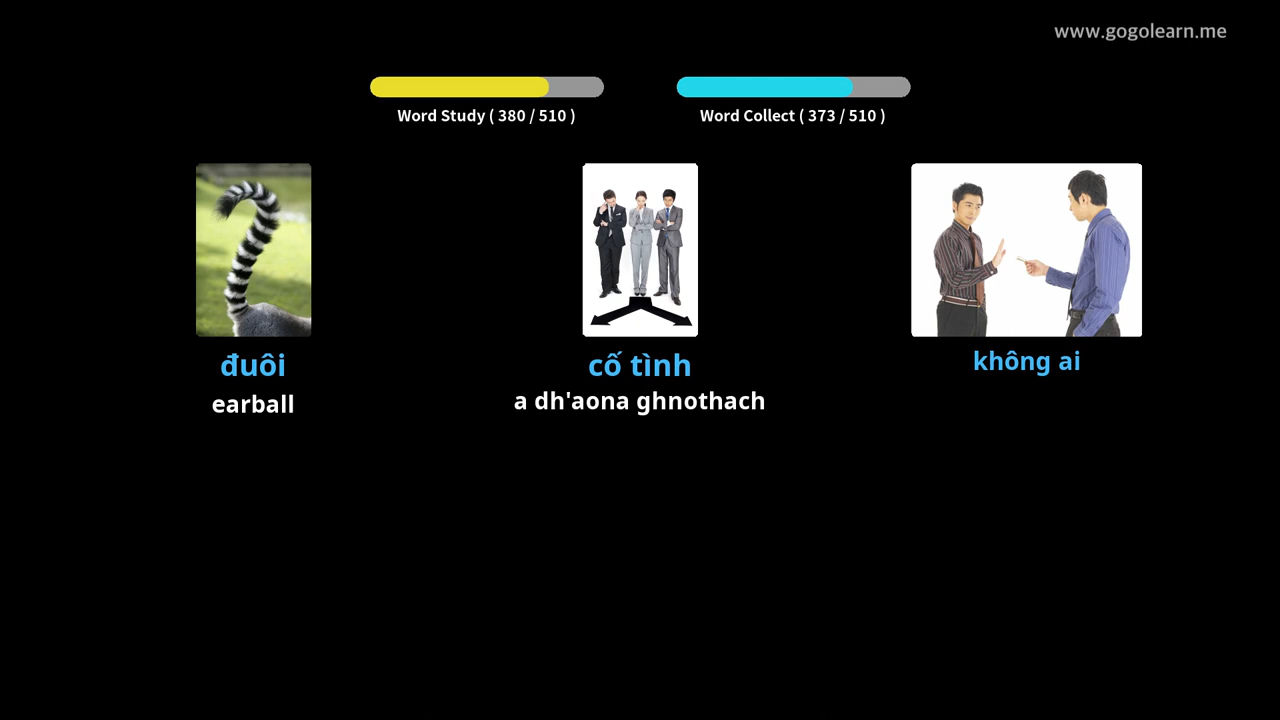 www.gogolearn.me
Word Study ( 380 / 510 )
Word Collect ( 373 / 510 )
đuôi
cố tình
không ai
earball
a dh'aona ghnothach